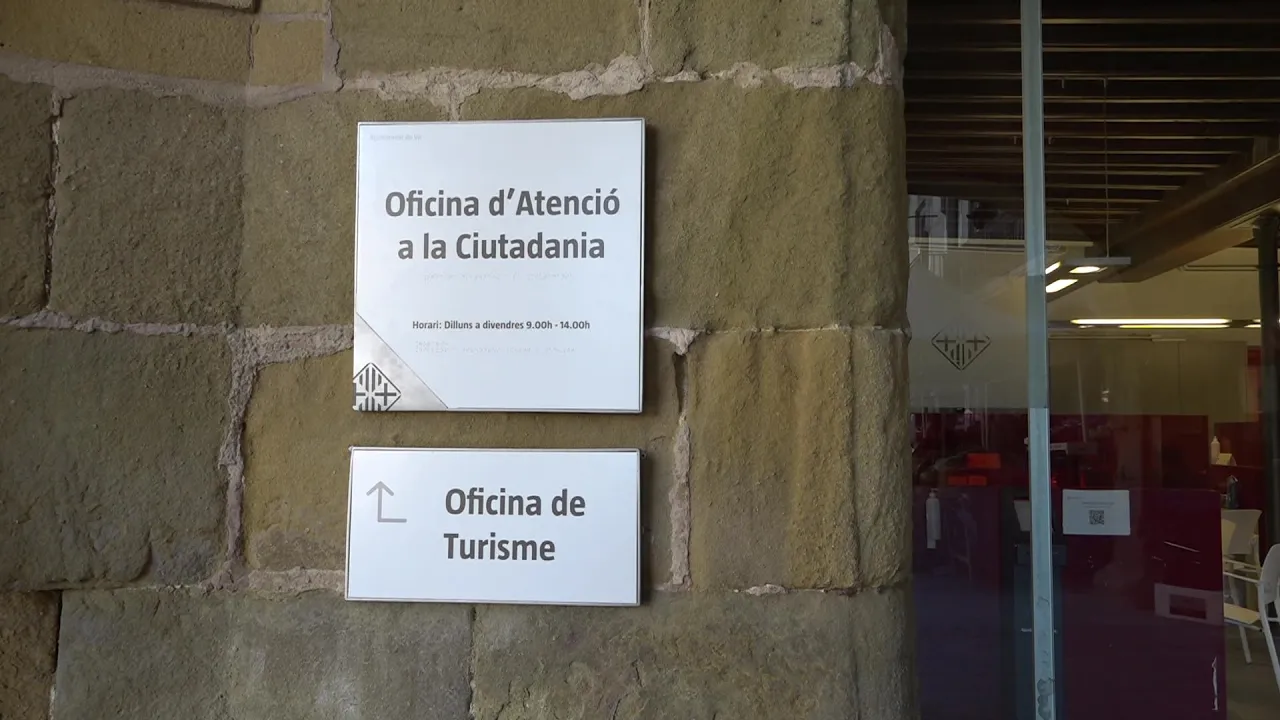 Oficina d'Atenció
a la Ciutadania
Horari: Dilluns a divendres 9.00h - 14.00h
Oficina de
Turisme